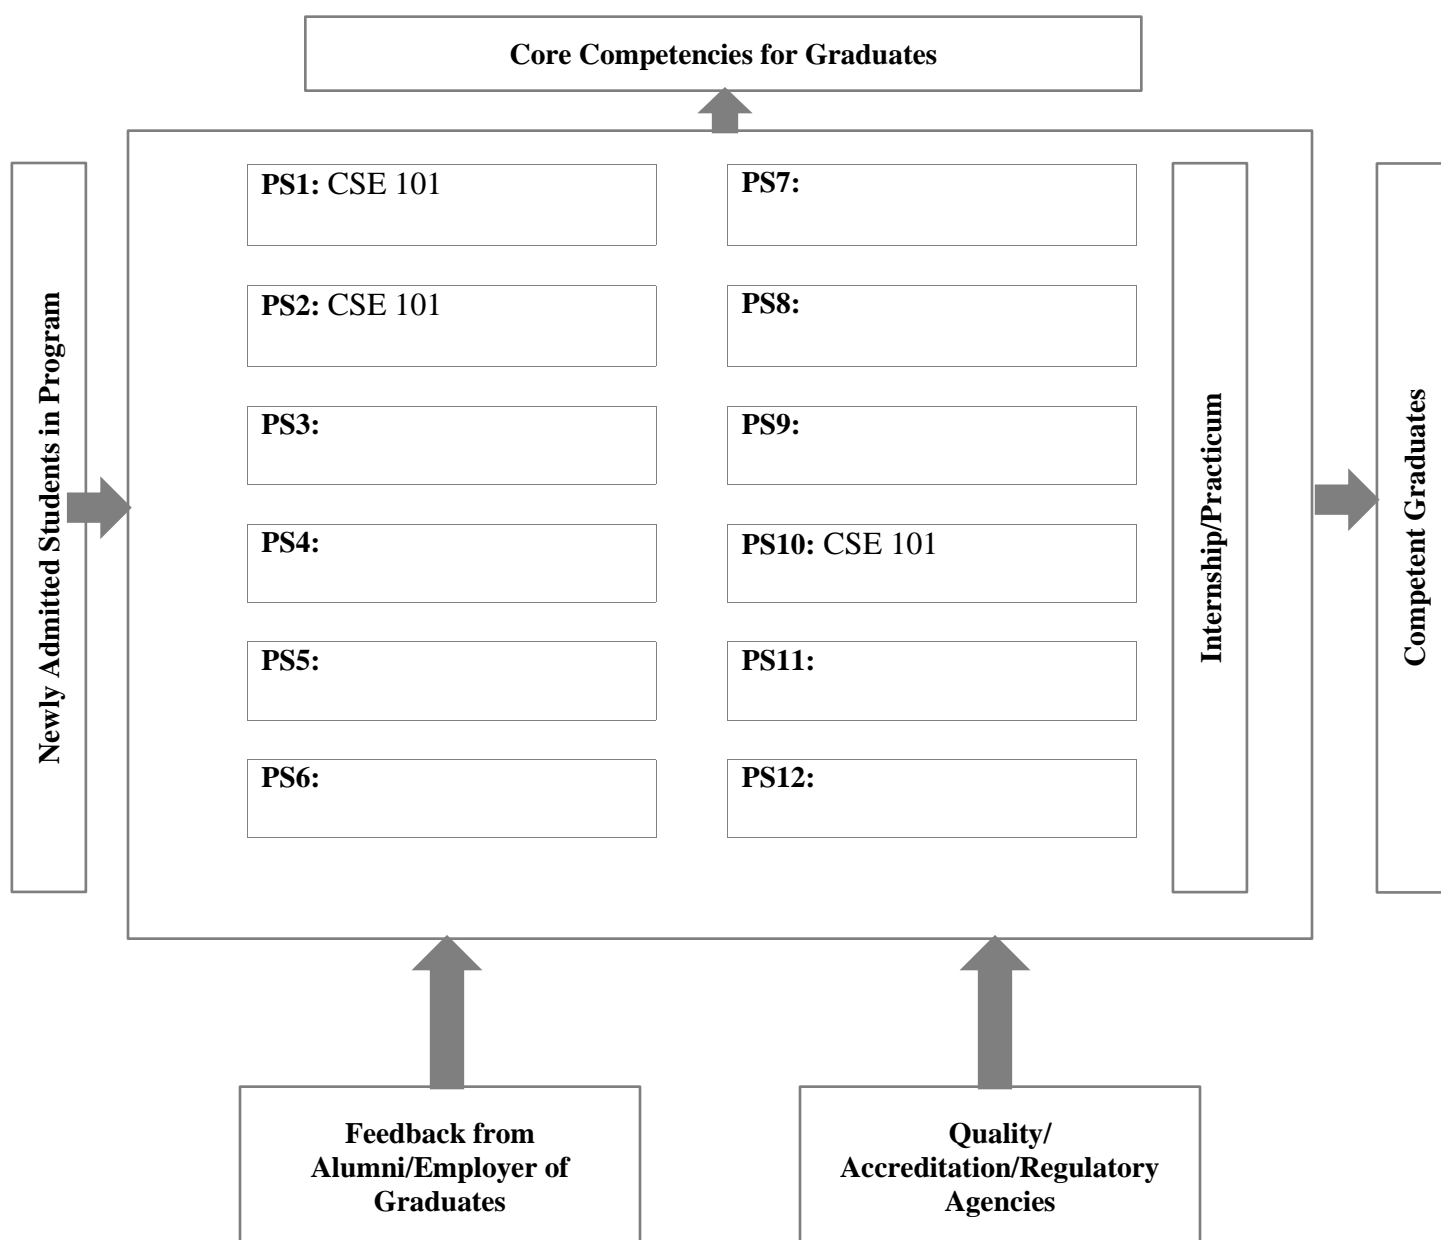 Core Competencies for Graduates
Newly Admitted Students in Program
PS1: CSE 101
PS7:
PS2: CSE 101
PS8:
PS3:
PS9:
PS4:
PS10: CSE 101
PS5:
PS11:
PS6:
PS12:
Internship/Practicum
Competent Graduates
Feedback from
Alumni/Employer of
Graduates
Quality/
Accreditation/Regulatory
Agencies